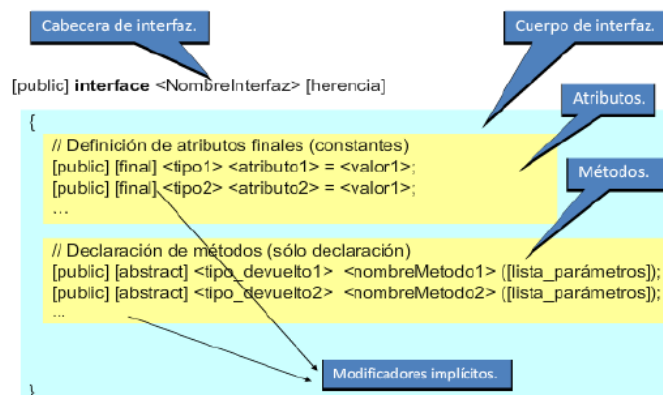 Cabecera de interfaz.
Cuerpo de interfaz.
[public] interface <NombreInterfaz> [herencia]
Atributos.
{
// Definición de atributos finales (constantes)
[public] [final] <tipo1> <atributo1> = <valor1>;
[public] [final] <tipo2> <atributo2> = <valor1>;
...
Métodos.
// Declaración de métodos (sólo declaración)
[public] [abstract] <tipo_devuelto1> <nombreMetodo1> ([lista_parámetros]);
[public] [abstract] <tipo_devuelto2> <nombreMetodo2> ([lista_parámetros]);
...
Modificadores implícitos.
}